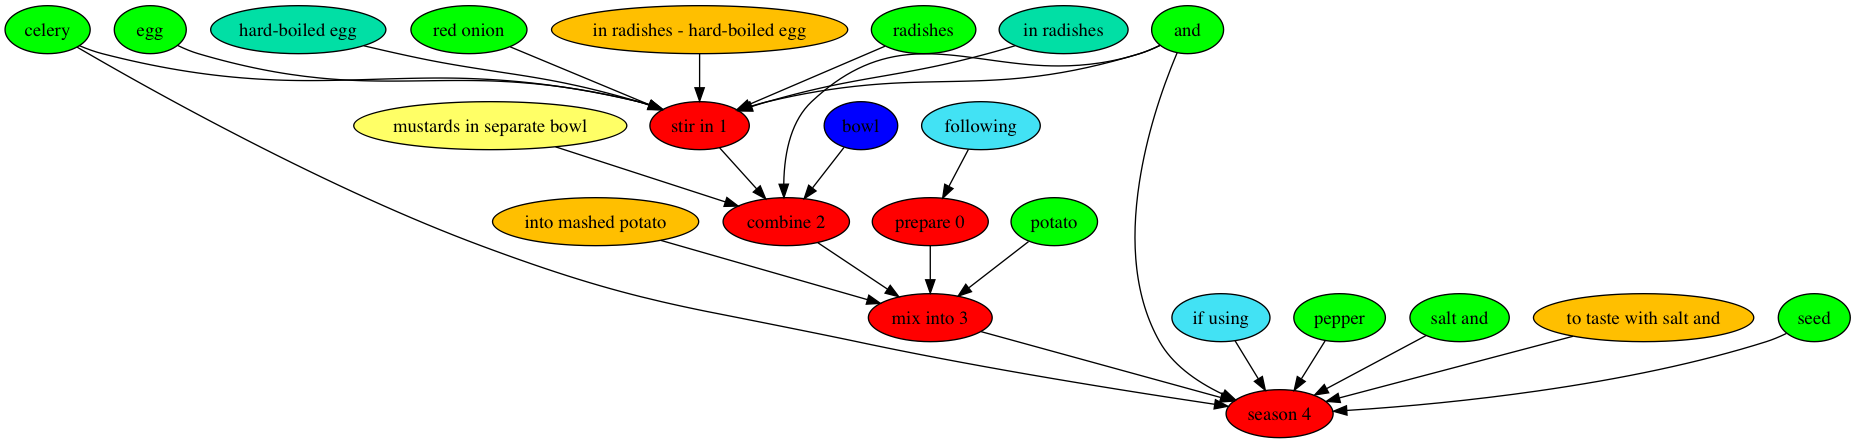 celery
egg
hard-boiled egg
red onion
in radishes - hard-boiled egg
radishes
in radishes
and
mustards in separate bowl
stir in 1
bowl
following
into mashed potato
combine 2
prepare 0
potato
mix into 3
if using
pepper
salt and
to taste with salt and
seed
season 4